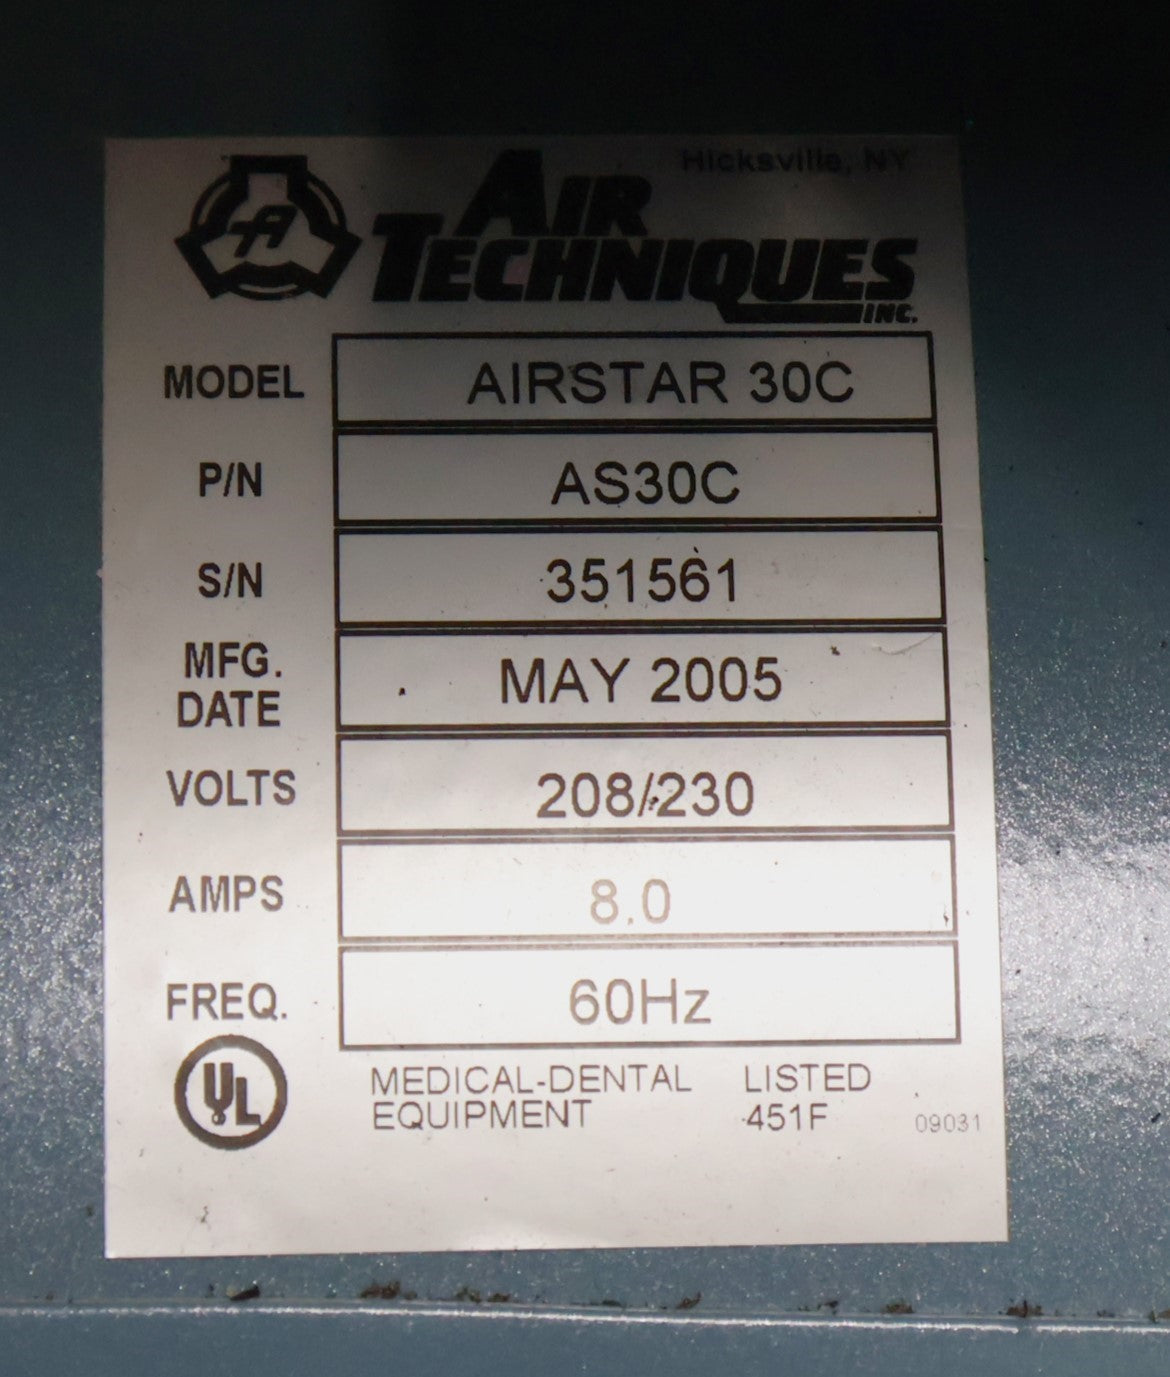 Hicksville, NY
AIR
TECHNIQUES
INC.
MODEL AIRSTAR 30C
P/N AS30C
S/N 351561
MFG.
DATE MAY 2005
VOLTS 208/230
AMPS 8.0
FREQ. 60Hz
UL MEDICAL-DENTAL LISTED
EQUIPMENT 451F 09031